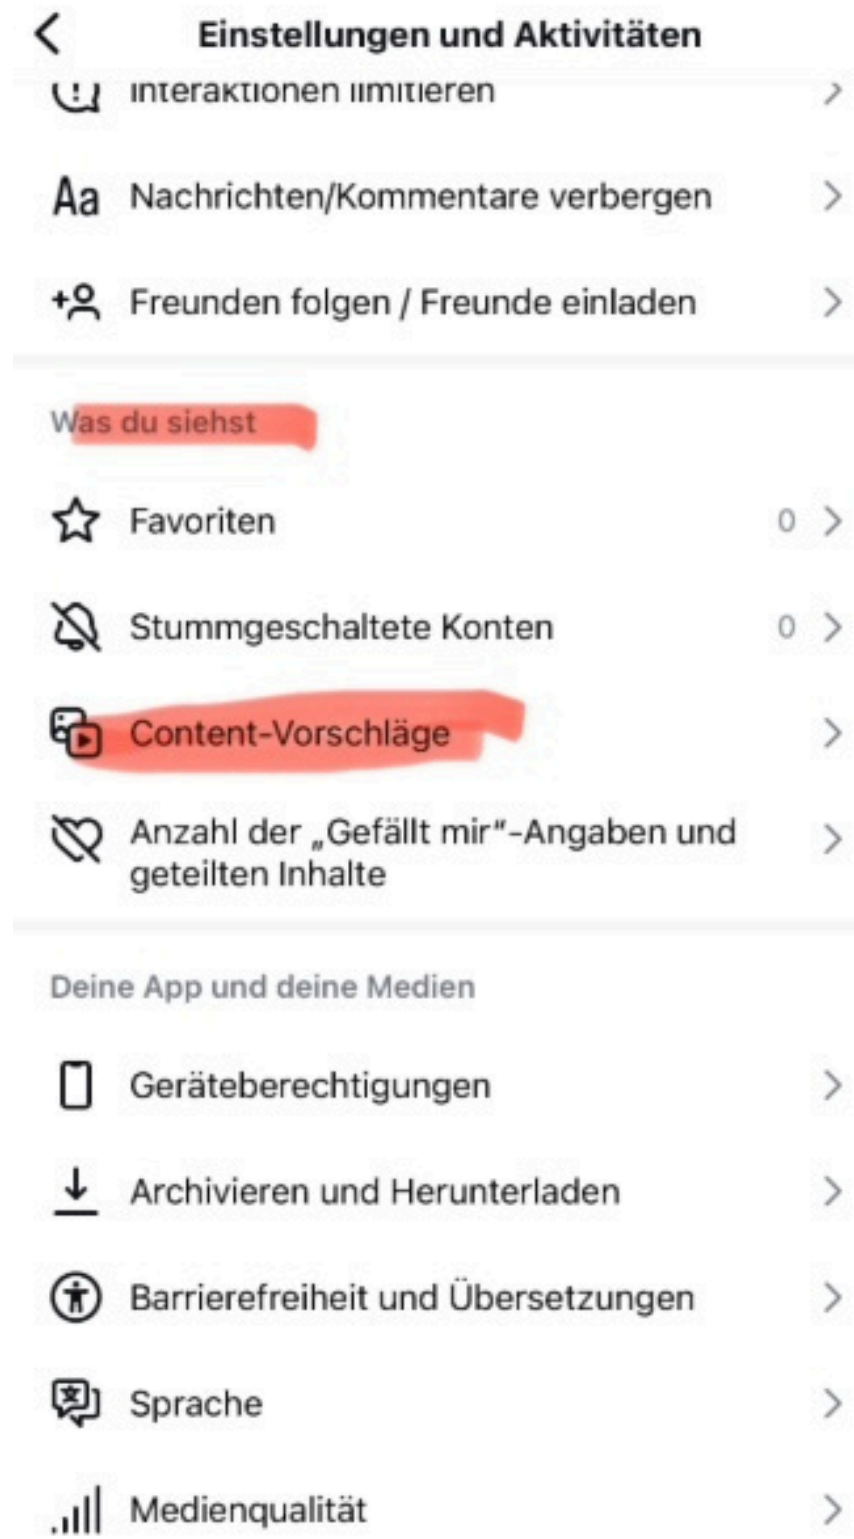 Einstellungen und Aktivitäten
Interaktionen limitieren
Aa Nachrichten/Kommentare verbergen
Freunden folgen / Freunde einladen
Was du siehst
Favoriten 0
Stummgeschaltete Konten 0
Content-Vorschläge
Anzahl der „Gefällt mir“-Angaben und
geteilten Inhalte
Deine App und deine Medien
Geräteberechtigungen
Archivieren und Herunterladen
Barrierefreiheit und Übersetzungen
Sprache
Medienqualität